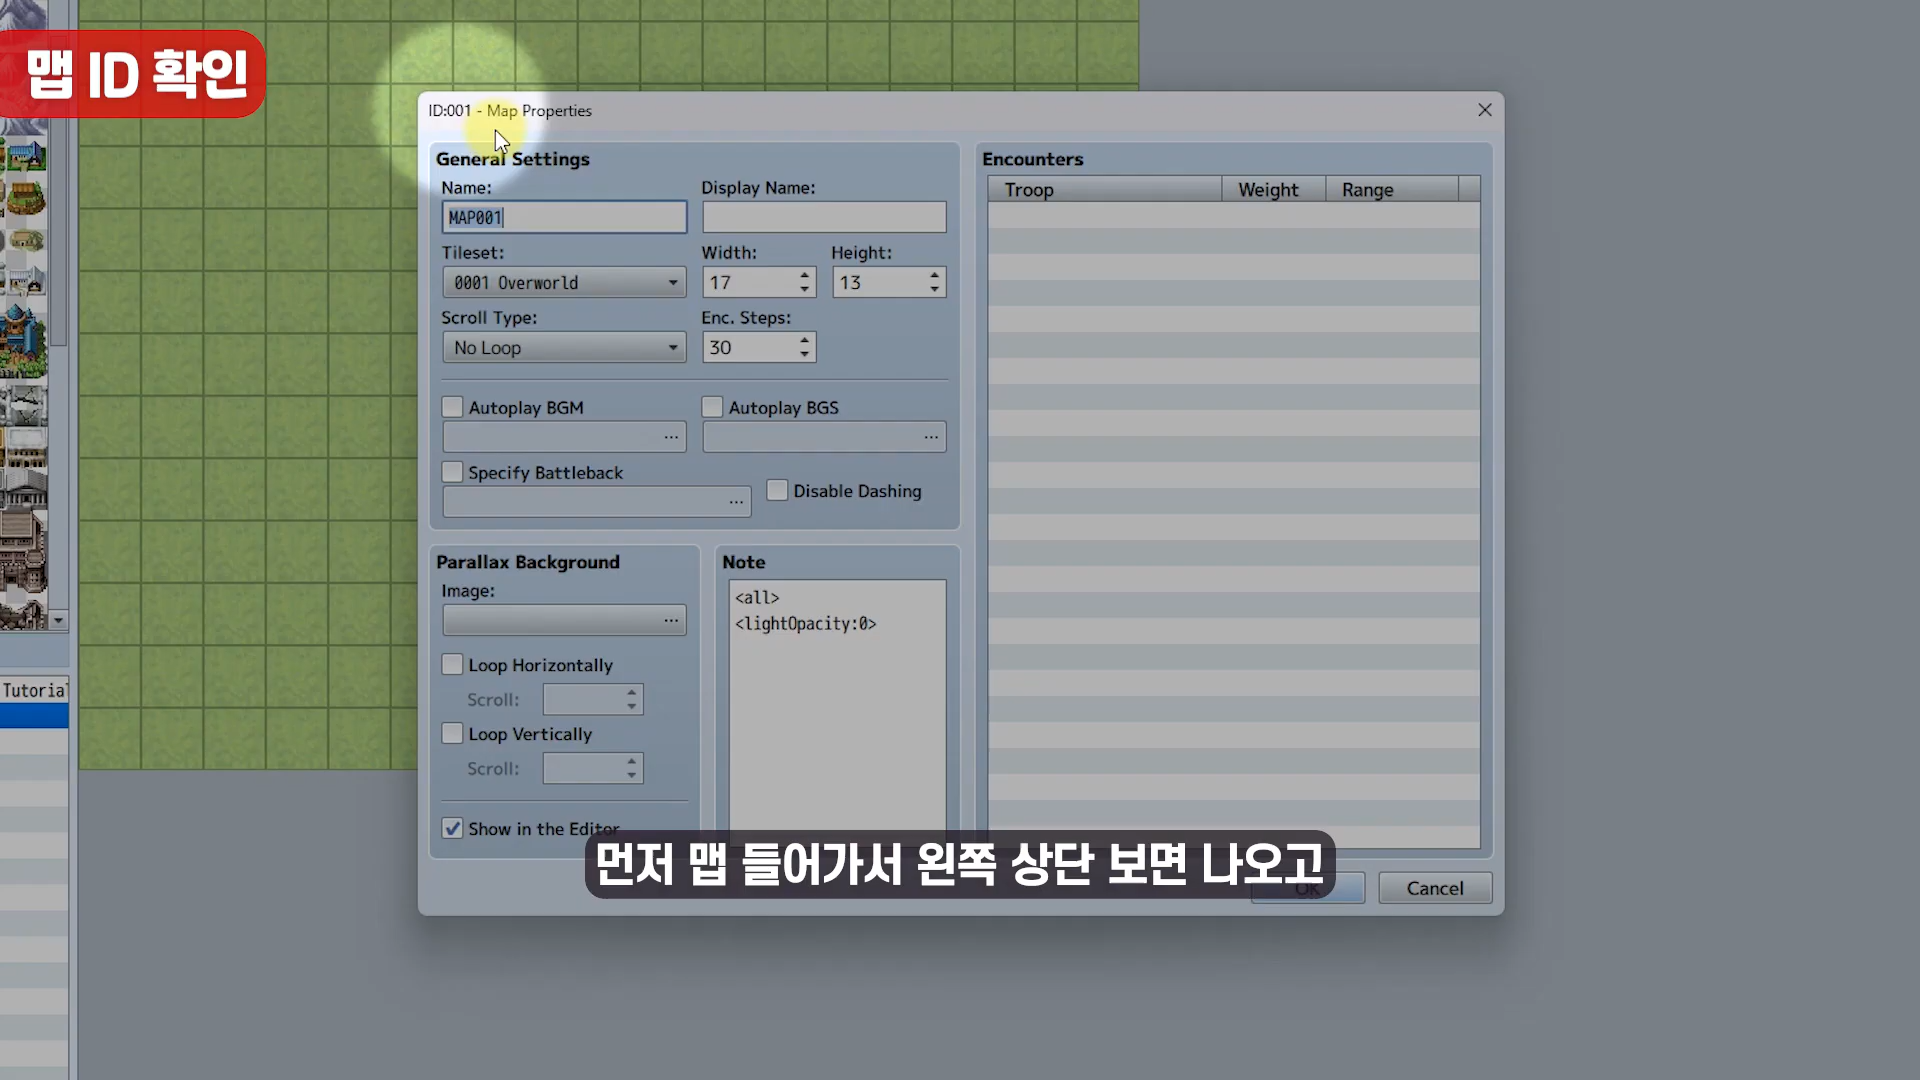 맵 ID 확인
ID:001 - Map Properties
General Settings
Name:
Display Name:
MAP001
Tileset:
Width:
Height:
0001 Overworld
17
13
Scroll Type:
Enc. Steps:
No Loop
30
Autoplay BGM
Autoplay BGS
...
...
Specify Battleback
...
Disable Dashing
Parallax Background
Image:
...
Loop Horizontally
Scroll:
Loop Vertically
Scroll:
Show in the Editor
Note
<all>
<lightOpacity:0>
Encounters
Troop
Weight
Range
Tutorial
먼저 맵 들어가서 왼쪽 상단 보면 나오고
OK
Cancel